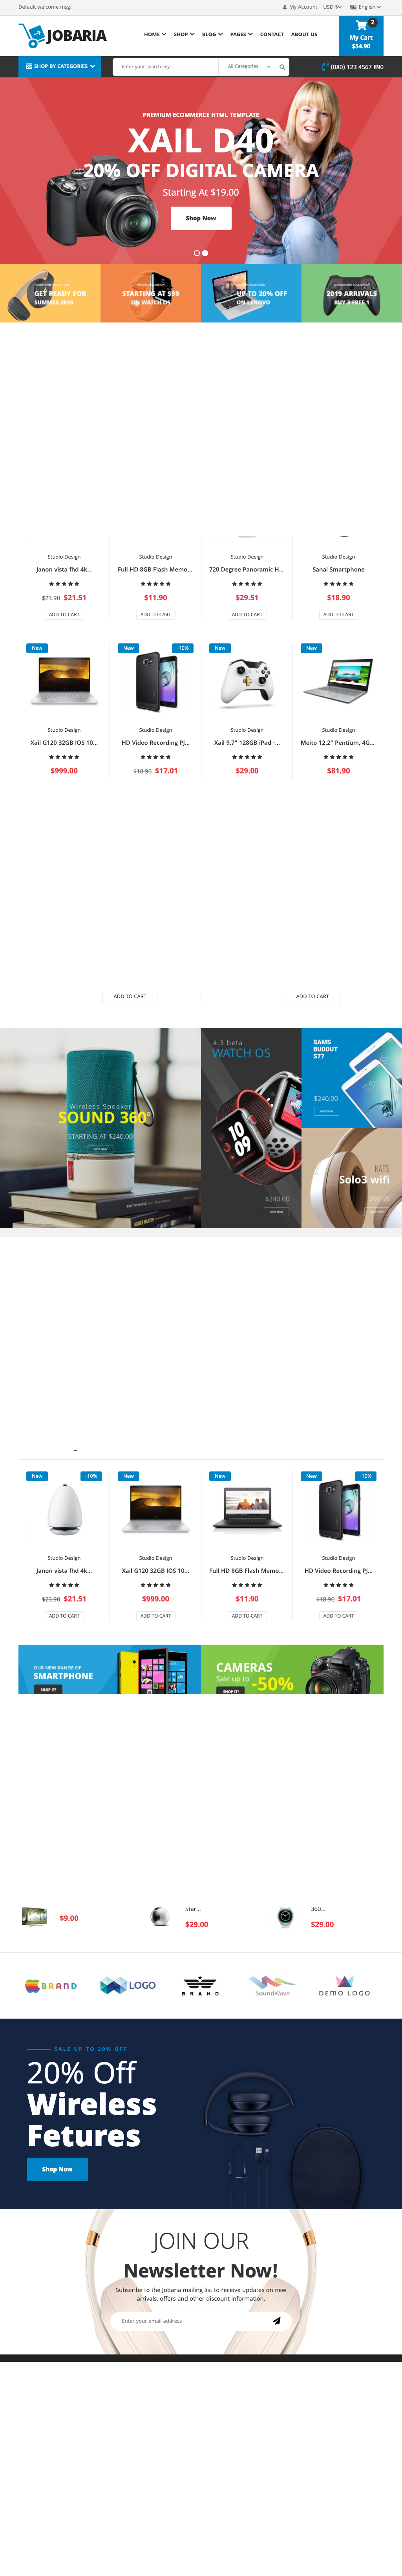 Default welcome msg!
My Account
USD $
English
JOBARIA
HOME
SHOP
BLOG
PAGES
CONTACT
ABOUT US
2
My Cart
$54.90
SHOP BY CATEGORIES
Enter your search key ...
All Categories
(080) 123 4567 890
PREMIUM ECOMMERCE HTML TEMPLATE
XAIL D40
20% OFF DIGITAL CAMERA
Starting At $19.00
Shop Now
GET READY FOR
SUMMER 2019
STARTING AT $99
ON WATCH OS
UP TO 20% OFF
ON LENOVO
2019 ARRIVALS
BUY 3 FREE 1
Studio Design
Studio Design
Studio Design
Studio Design
Janon vista fhd 4k...
Full HD 8GB Flash Memo...
720 Degree Panoramic H...
Sanai Smartphone
$23.90 $21.51
$11.90
$29.51
$18.90
ADD TO CART
ADD TO CART
ADD TO CART
ADD TO CART
New
New
-10%
New
New
Studio Design
Studio Design
Studio Design
Studio Design
Xail G120 32GB IOS 10...
HD Video Recording PJ...
Xail 9.7" 128GB iPad -...
Meito 12.2" Pentium, 4G...
$999.00
$18.90 $17.01
$29.00
$81.90
ADD TO CART
ADD TO CART
Wireless Speaker
SOUND 360°
STARTING AT $240.00
SHOP NOW
4.3 beta
WATCH OS
$240.00
SHOP NOW
SAMS
BUDDUT
S77
$240.00
SHOP NOW
KATS
Solo3 wifi
New
-10%
New
New
New
-10%
Studio Design
Studio Design
Studio Design
Studio Design
Janon vista fhd 4k...
Xail G120 32GB IOS 10...
Full HD 8GB Flash Memo...
HD Video Recording PJ...
$23.90 $21.51
$999.00
$11.90
$18.90 $17.01
ADD TO CART
ADD TO CART
ADD TO CART
ADD TO CART
OUR NEW RANGE OF
SMARTPHONE
SHOP IT!
CAMERAS
Sale up to
-50%
SHOP IT!
Star...
360...
$9.00
$29.00
$29.00
BRAND
LOGO
BRAND
SoundWave
DEMO LOGO
SALE UP TO 20% OFF
20% Off
Wireless
Fetures
Shop Now
JOIN OUR
Newsletter Now!
Subscribe to the Jobaria mailing list to receive updates on new
arrivals, offers and other discount information.
Enter your email address